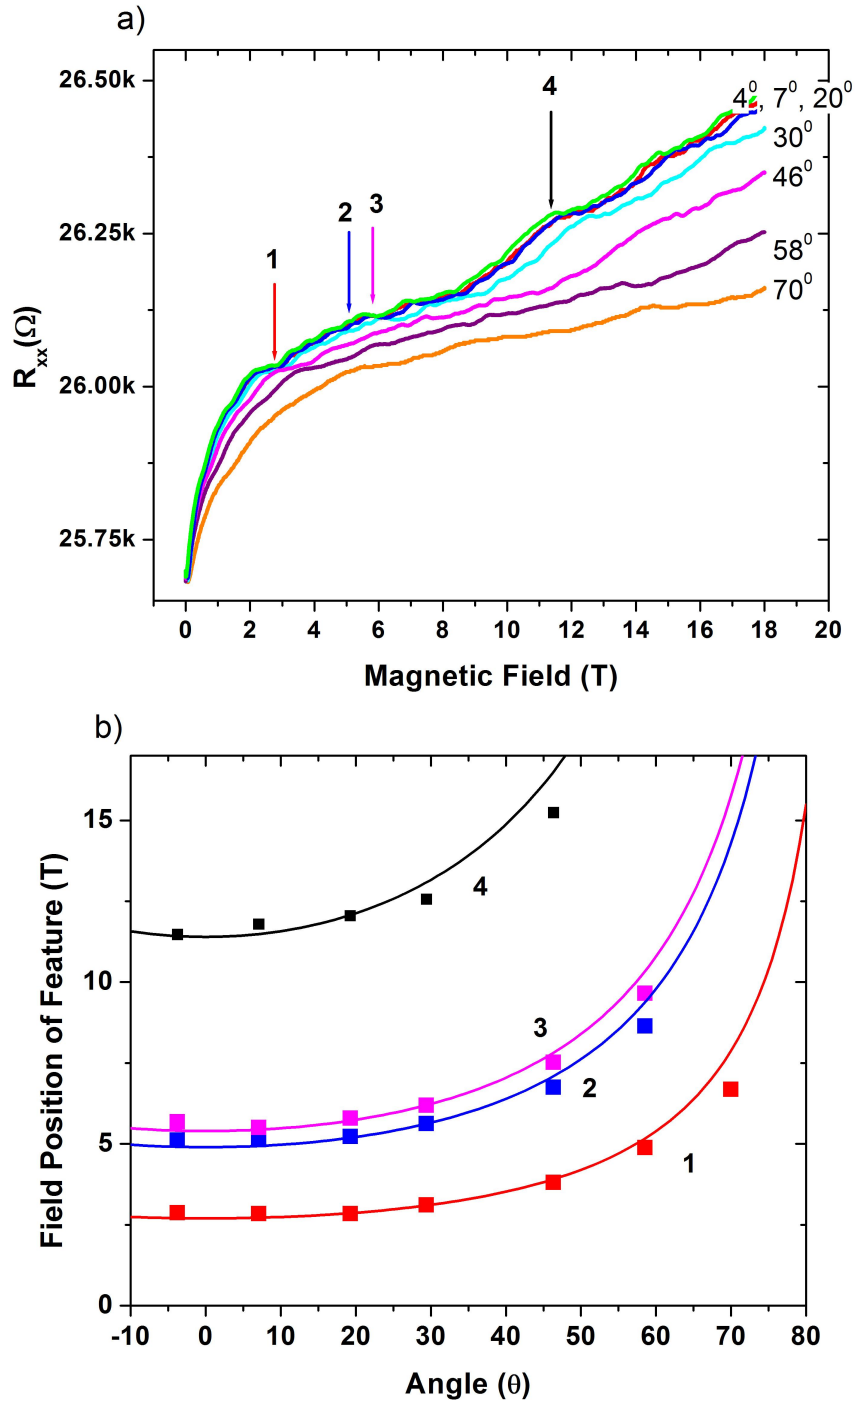 a)
26.50k
26.25k
26.00k
25.75k
Rxx(Ω)
1
2
3
4
4⁰, 7⁰, 20⁰
30⁰
46⁰
58⁰
70⁰
0 2 4 6 8 10 12 14 16 18 20
Magnetic Field (T)
b)
15
10
5
0
Field Position of Feature (T)
4
3
2
1
-10 0 10 20 30 40 50 60 70 80
Angle (θ)